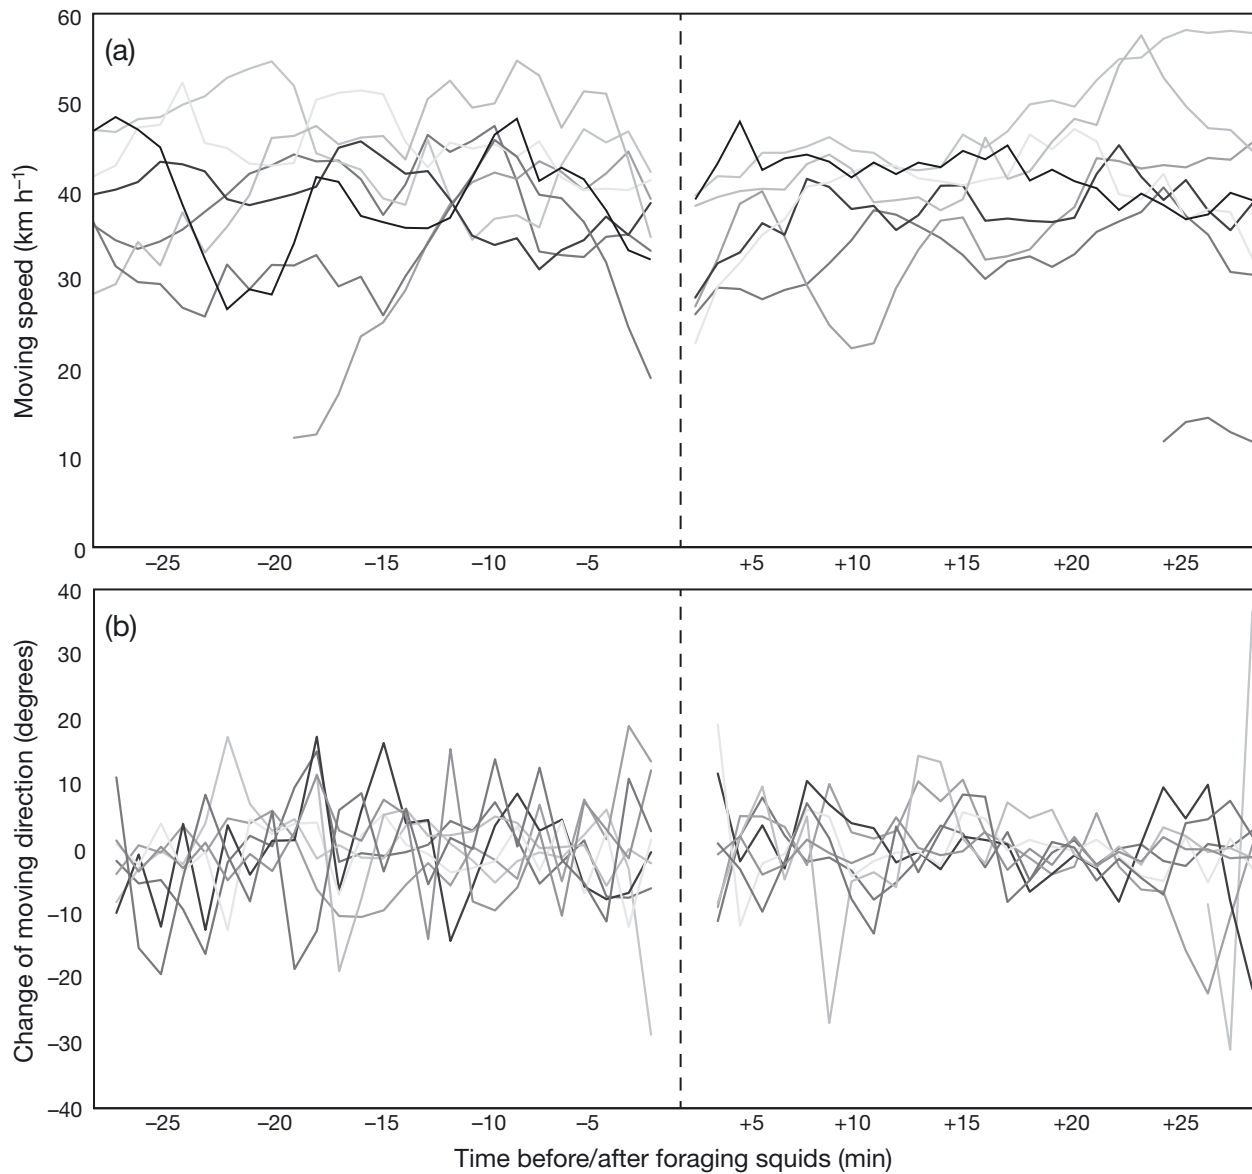 (a)
Moving speed (km h⁻¹)
60
50
40
30
20
10
0
–25 –20 –15 –10 –5 +5 +10 +15 +20 +25
(b)
Change of moving direction (degrees)
40
30
20
10
0
–10
–20
–30
–40
–25 –20 –15 –10 –5 +5 +10 +15 +20 +25
Time before/after foraging squids (min)